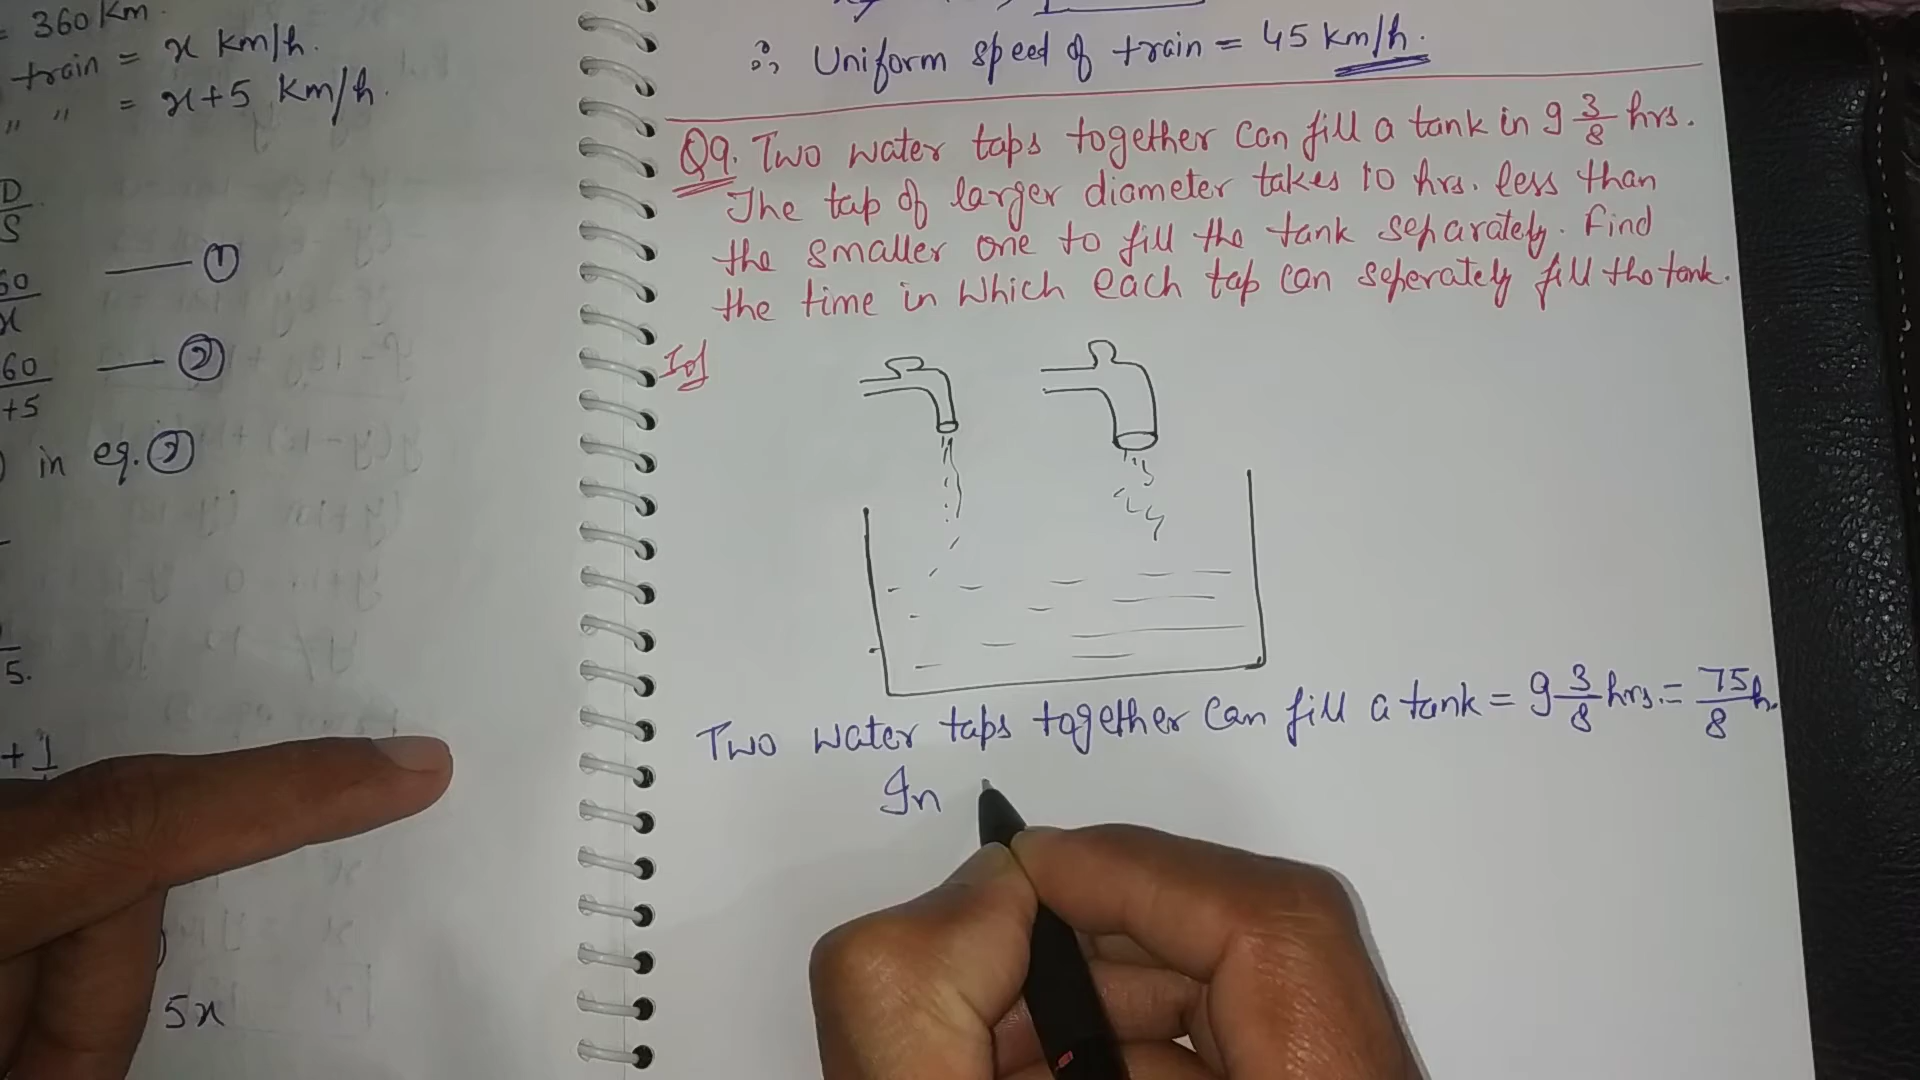 = 360 Km.
train = x km/h.
" " = x+5 Km/h.
D/S
60/x —— ①
60/+5 — ②
) in eq. ②
5.
+ 1
5x
∴ Uniform speed of train = 45 km/h.
Q9. Two water taps together Can fill a tank in 9 3/8 hrs.
The tap of larger diameter takes 10 hrs. less than
the smaller one to fill the tank separately. Find
the time in which each tap can seperately fill the tank.
Two water taps together can fill a tank = 9 3/8 hrs. = 75/8 h.
In